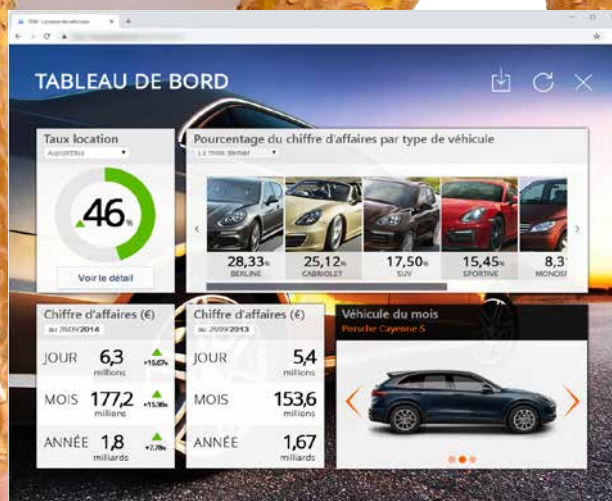 TABLEAU DE BORD
Taux location
Aujourd'hui
46%
Voir le détail
Pourcentage du chiffre d'affaires par type de véhicule
Le mois dernier
28,33%
BERLINE
25,12%
CABRIOLET
17,50%
SUV
15,45%
SPORTIVE
8,3
MONOSP
Chiffre d'affaires (€)
au 28/09/2014
JOUR 6,3 +16.67%
millions
MOIS 177,2 +15.36%
millions
ANNÉE 1,8 +7.78%
milliards
Chiffre d'affaires (€)
au 28/09/2013
JOUR 5,4
millions
MOIS 153,6
millions
ANNÉE 1,67
milliards
Véhicule du mois
Porsche Cayenne S